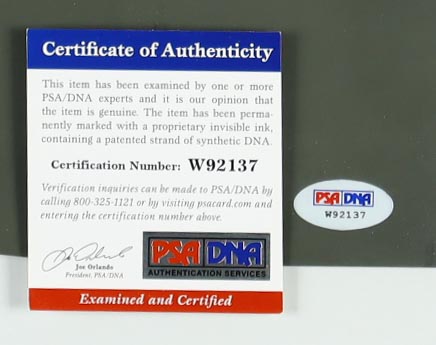 Certificate of Authenticity
This item has been examined by one or more
PSA/DNA experts and it is our opinion that
the item is genuine. The item has been perma-
nently marked with a proprietary invisible ink,
containing a patented strand of synthetic DNA.
Certification Number: W92137
Verification inquiries can be made to PSA/DNA by
calling 800-325-1121 or by visiting psacard.com and
entering the certification number above.
Joe Orlando
President, PSA/DNA
PSA DNA
AUTHENTICATION SERVICES
Examined and Certified
PSA DNA
W92137